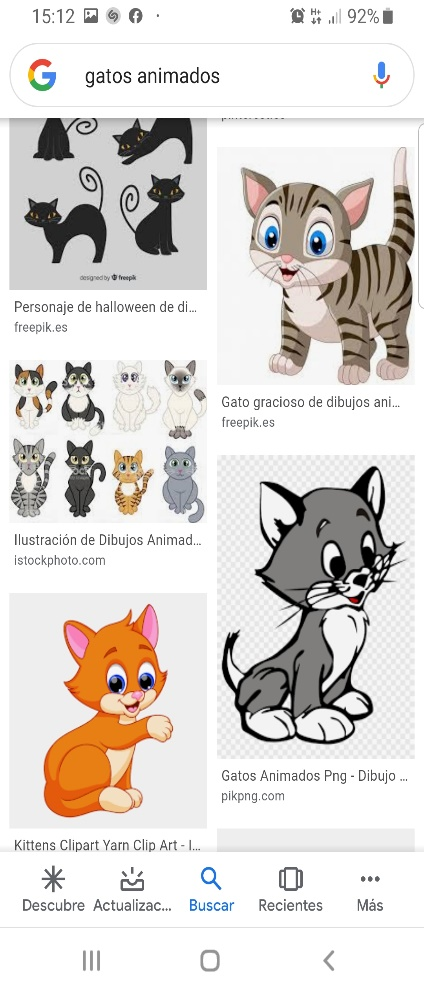 15:12
H+
92%
gatos animados
designed by freepik
Personaje de halloween de di...
freepik.es
Gato gracioso de dibujos ani...
freepik.es
Ilustración de Dibujos Animad...
istockphoto.com
Gatos Animados Png - Dibujo ...
pikpng.com
Kittens Clipart Yarn Clip Art - I...
Descubre Actualizac... Buscar Recientes Más